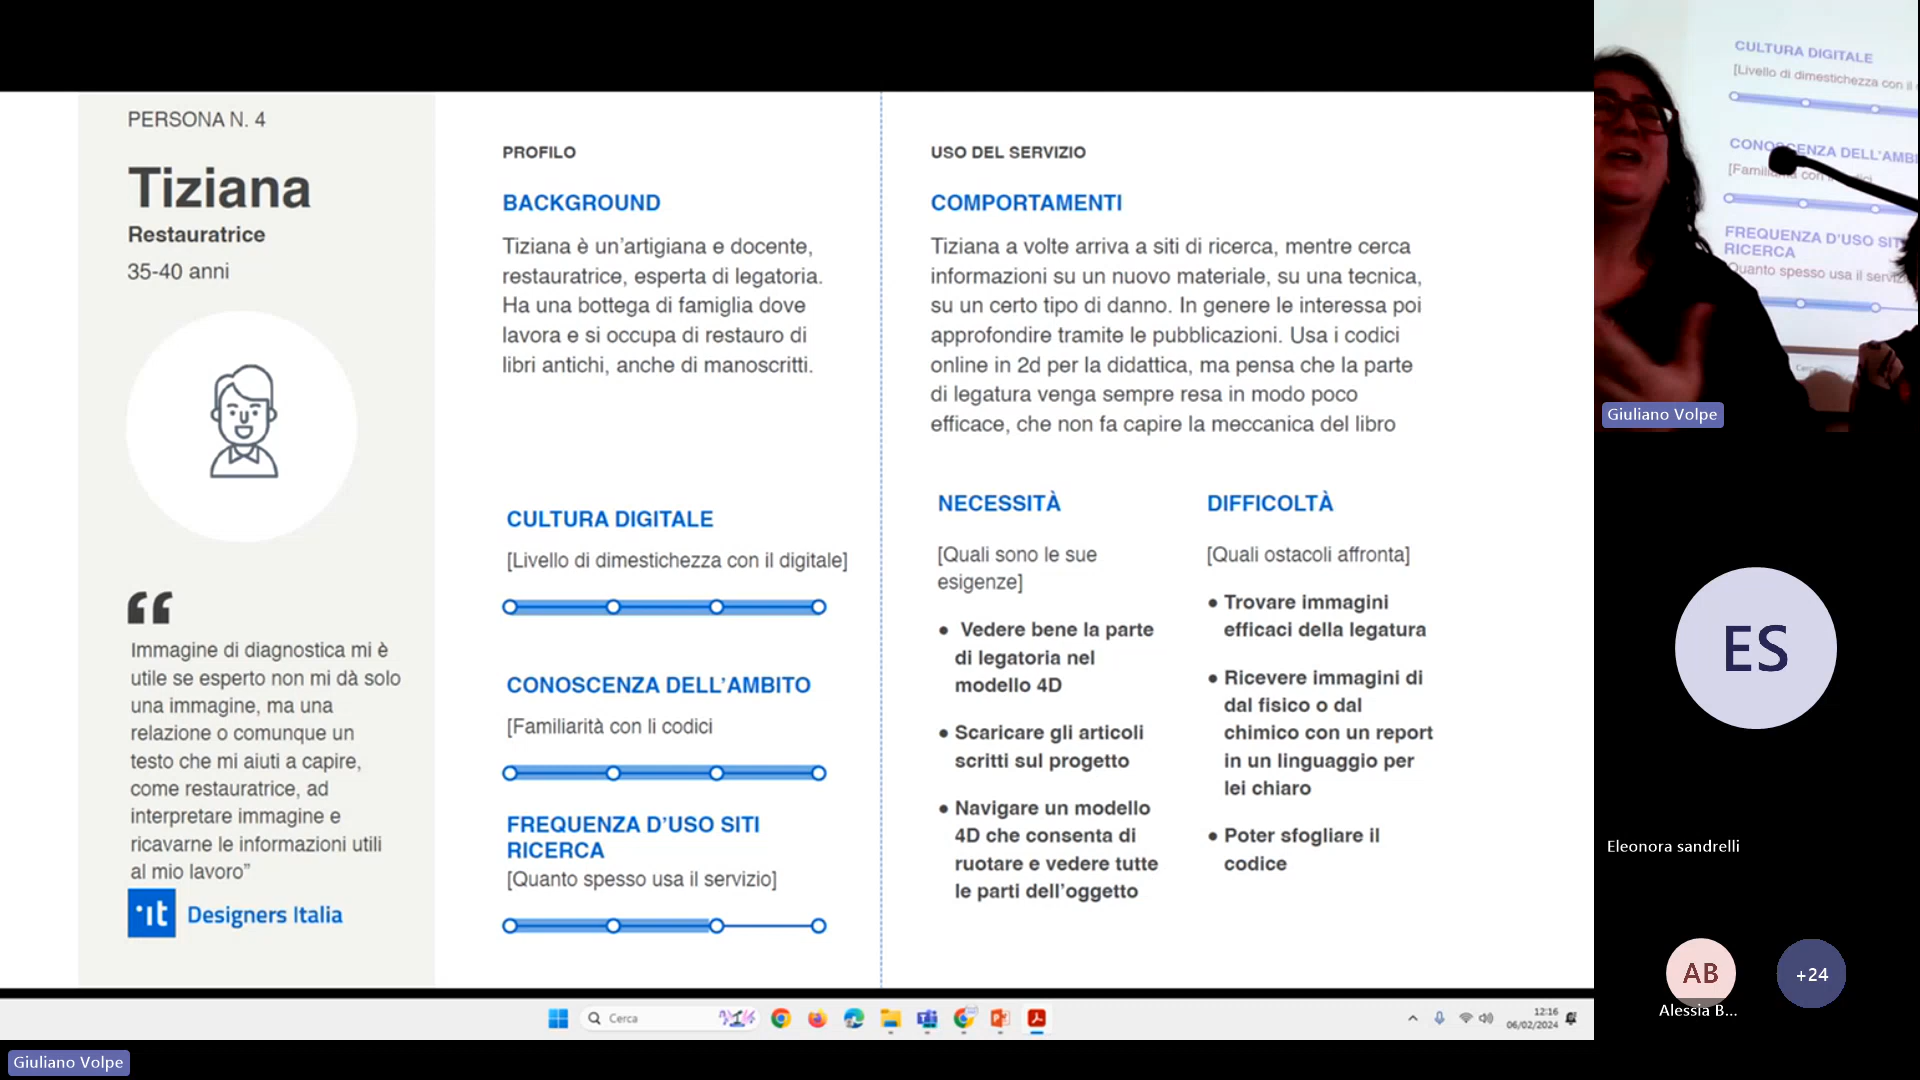 PERSONA N. 4
Tiziana
Restauratrice
35-40 anni
Immagine di diagnostica mi è
utile se esperto non mi dà solo
una immagine, ma una
relazione o comunque un
testo che mi aiuti a capire,
come restauratrice, ad
interpretare immagine e
ricavarne le informazioni utili
al mio lavoro”
Designers Italia
PROFILO
BACKGROUND
Tiziana è un’artigiana e docente,
restauratrice, esperta di legatoria.
Ha una bottega di famiglia dove
lavora e si occupa di restauro di
libri antichi, anche di manoscritti.
CULTURA DIGITALE
[Livello di dimestichezza con il digitale]
CONOSCENZA DELL’AMBITO
[Familiarità con li codici
FREQUENZA D’USO SITI
RICERCA
[Quanto spesso usa il servizio]
USO DEL SERVIZIO
COMPORTAMENTI
Tiziana a volte arriva a siti di ricerca, mentre cerca
informazioni su un nuovo materiale, su una tecnica,
su un certo tipo di danno. In genere le interessa poi
approfondire tramite le pubblicazioni. Usa i codici
online in 2d per la didattica, ma pensa che la parte
di legatura venga sempre resa in modo poco
efficace, che non fa capire la meccanica del libro
NECESSITÀ
[Quali sono le sue
esigenze]
● Vedere bene la parte
di legatoria nel
modello 4D
● Scaricare gli articoli
scritti sul progetto
● Navigare un modello
4D che consenta di
ruotare e vedere tutte
le parti dell’oggetto
DIFFICOLTÀ
[Quali ostacoli affronta]
● Trovare immagini
efficaci della legatura
● Ricevere immagini di
dal fisico o dal
chimico con un report
in un linguaggio per
lei chiaro
● Poter sfogliare il
codice
Cerca
12:16
06/02/2024
Giuliano Volpe
CULTURA DIGITALE
[Livello di dimestichezza con il
CONOSCENZA DELL’AMB
FREQUENZA D’USO SIT
RICERCA
Quanto spesso usa il
Giuliano Volpe
ES
Eleonora sandrelli
AB
Alessia B...
+24